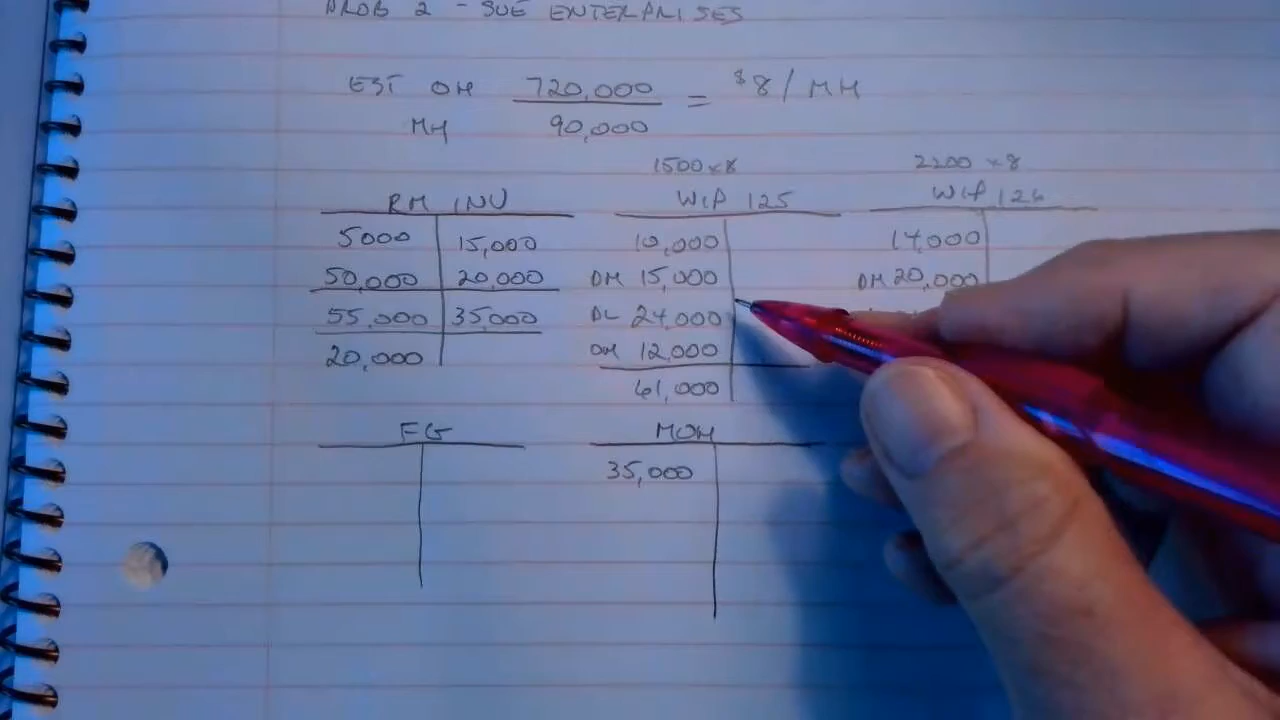 PROB 2 - SUE ENTERPRISES
EST OH 720,000 = $8/MH
MH 90,000
1500 x 8 2200 x 8
RM INV WIP 125 WIP 126
5000 15,000 10,000 14,000
50,000 20,000 DM 15,000 DM 20,000
55,000 35,000 DL 24,000
20,000 OH 12,000
61,000
FG MOH
35,000